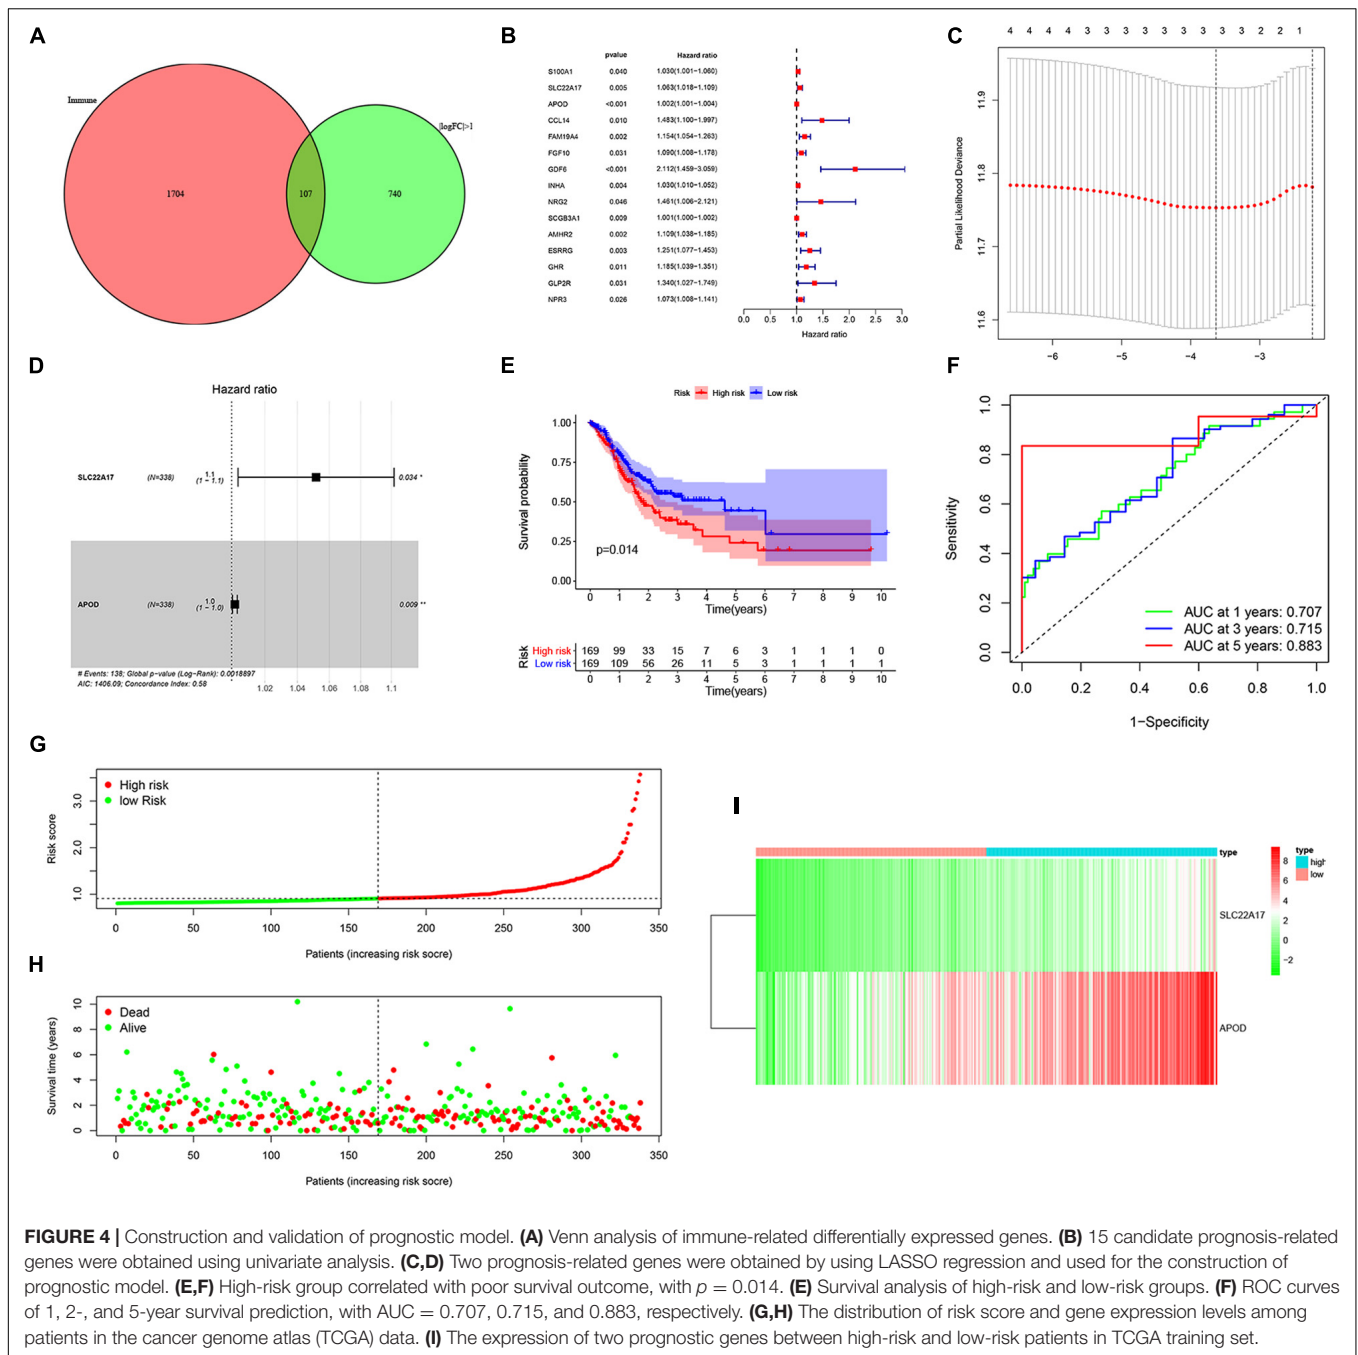 A
Immune
|logFC|>1
1704
107
740
B
pvalue Hazard ratio
S100A1 0.040 1.030(1.001−1.060)
SLC22A17 0.005 1.063(1.018−1.109)
APOD <0.001 1.002(1.001−1.004)
CCL14 0.010 1.483(1.100−1.997)
FAM19A4 0.002 1.154(1.054−1.263)
FGF10 0.031 1.090(1.008−1.178)
GDF6 <0.001 2.112(1.459−3.059)
INHA 0.004 1.030(1.010−1.052)
NRG2 0.046 1.461(1.006−2.121)
SCGB3A1 0.009 1.001(1.000−1.002)
AMHR2 0.002 1.109(1.038−1.185)
ESRRG 0.003 1.251(1.077−1.453)
GHR 0.011 1.185(1.039−1.351)
GLP2R 0.031 1.340(1.027−1.749)
NPR3 0.026 1.073(1.008−1.141)
0.0 0.5 1.0 1.5 2.0 2.5 3.0
Hazard ratio
C
4 4 4 4 3 3 3 3 3 3 3 3 3 2 2 1
Partial Likelihood Deviance
11.9
11.8
11.7
11.6
−6 −5 −4 −3
D
Hazard ratio
SLC22A17 (N=338) 1.1 0.034 *
(1 − 1.1)
APOD (N=338) 1.0 0.009 **
(1 − 1.0)
# Events: 138; Global p−value (Log−Rank): 0.0018897
AIC: 1406.09; Concordance Index: 0.58
1.02 1.04 1.06 1.08 1.1
E
Risk High risk Low risk
Survival probability
1.00
0.75
0.50
0.25
0.00
p=0.014
0 1 2 3 4 5 6 7 8 9 10
Time(years)
Risk
High risk 169 99 33 15 7 6 3 1 1 1 0
Low risk 169 109 56 26 11 5 3 1 1 1 1
0 1 2 3 4 5 6 7 8 9 10
Time(years)
F
Sensitivity
1.0
0.8
0.6
0.4
0.2
0.0
AUC at 1 years: 0.707
AUC at 3 years: 0.715
AUC at 5 years: 0.883
0.0 0.2 0.4 0.6 0.8 1.0
1−Specificity
G
High risk
low Risk
Risk score
3.0
2.0
1.0
0 50 100 150 200 250 300 350
Patients (increasing risk socre)
H
Dead
Alive
Survival time (years)
10
8
6
4
2
0
0 50 100 150 200 250 300 350
Patients (increasing risk socre)
I
type
SLC22A17
APOD
8
6
4
2
0
−2
type
high
low
FIGURE 4 | Construction and validation of prognostic model. (A) Venn analysis of immune-related differentially expressed genes. (B) 15 candidate prognosis-related
genes were obtained using univariate analysis. (C,D) Two prognosis-related genes were obtained by using LASSO regression and used for the construction of
prognostic model. (E,F) High-risk group correlated with poor survival outcome, with p = 0.014. (E) Survival analysis of high-risk and low-risk groups. (F) ROC curves
of 1, 2-, and 5-year survival prediction, with AUC = 0.707, 0.715, and 0.883, respectively. (G,H) The distribution of risk score and gene expression levels among
patients in the cancer genome atlas (TCGA) data. (I) The expression of two prognostic genes between high-risk and low-risk patients in TCGA training set.